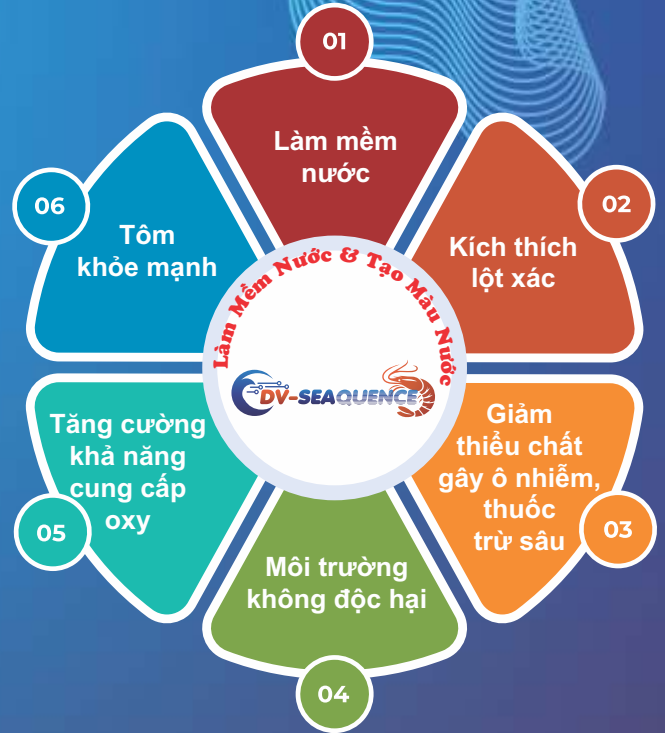 01
Làm mềm
nước
02
Kích thích
lột xác
03
Giảm
thiểu chất
gây ô nhiễm,
thuốc
trừ sâu
04
Môi trường
không độc hại
05
Tăng cường
khả năng
cung cấp
oxy
06
Tôm
khỏe mạnh
Làm Mềm Nước & Tạo Màu Nước
DV-SEAQUENCE